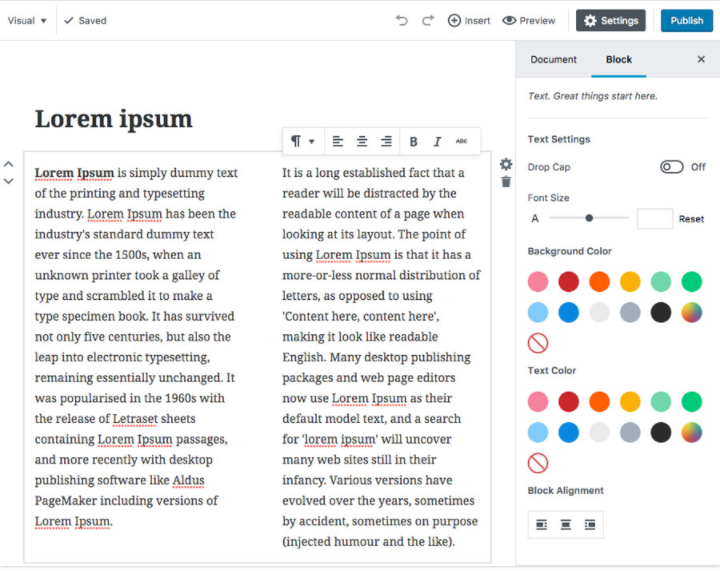 Visual
Saved
Insert
Preview
Settings
Publish
Document
Block
Text. Great things start here.
Lorem ipsum
B I ABC
Lorem Ipsum is simply dummy text
of the printing and typesetting
industry. Lorem Ipsum has been the
industry's standard dummy text
ever since the 1500s, when an
unknown printer took a galley of
type and scrambled it to make a
type specimen book. It has survived
not only five centuries, but also the
leap into electronic typesetting,
remaining essentially unchanged. It
was popularised in the 1960s with
the release of Letraset sheets
containing Lorem Ipsum passages,
and more recently with desktop
publishing software like Aldus
PageMaker including versions of
Lorem Ipsum.
It is a long established fact that a
reader will be distracted by the
readable content of a page when
looking at its layout. The point of
using Lorem Ipsum is that it has a
more-or-less normal distribution of
letters, as opposed to using
'Content here, content here',
making it look like readable
English. Many desktop publishing
packages and web page editors
now use Lorem Ipsum as their
default model text, and a search
for 'lorem ipsum' will uncover
many web sites still in their
infancy. Various versions have
evolved over the years, sometimes
by accident, sometimes on purpose
(injected humour and the like).
Text Settings
Drop Cap
Off
Font Size
A
Reset
Background Color
Text Color
Block Alignment